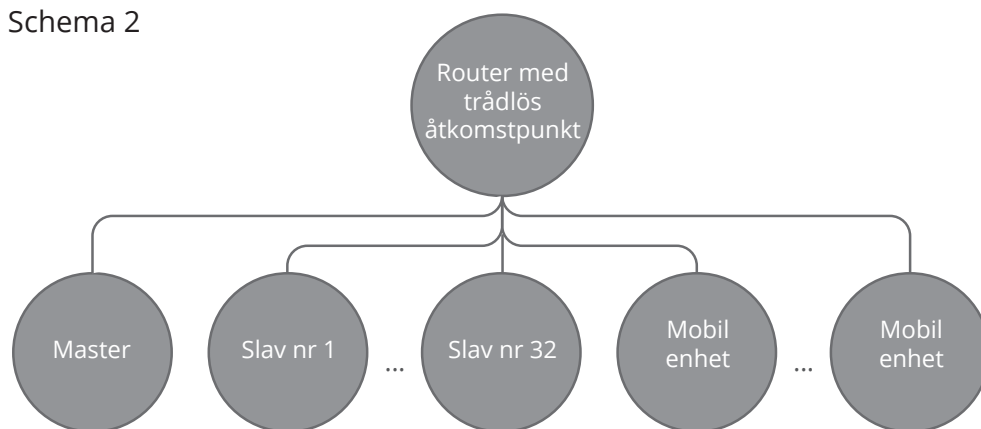 Schema 2
Router med
trådlös
åtkomstpunkt
Master
Slav nr 1
...
Slav nr 32
Mobil
enhet
...
Mobil
enhet